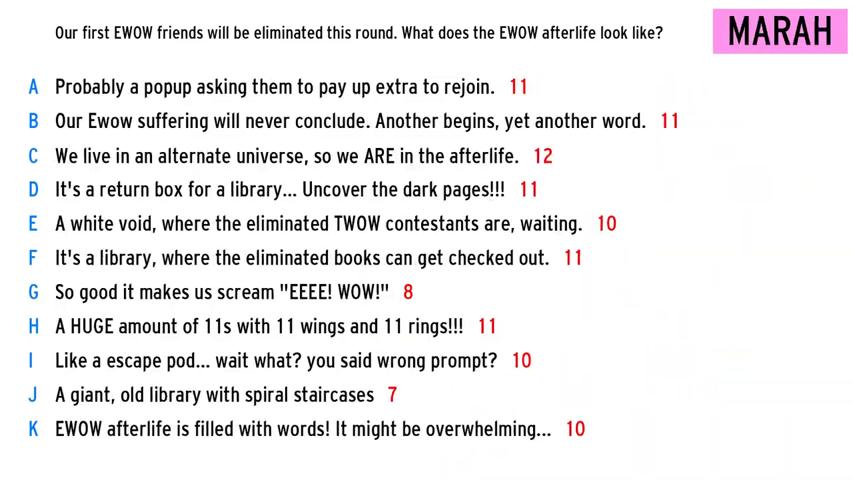 Our first EWOW friends will be eliminated this round. What does the EWOW afterlife look like?
MARAH
A Probably a popup asking them to pay up extra to rejoin. 11
B Our Ewow suffering will never conclude. Another begins, yet another word. 11
C We live in an alternate universe, so we ARE in the afterlife. 12
D It's a return box for a library... Uncover the dark pages!!! 11
E A white void, where the eliminated TWOW contestants are, waiting. 10
F It's a library, where the eliminated books can get checked out. 11
G So good it makes us scream "EEEE! WOW!" 8
H A HUGE amount of 11s with 11 wings and 11 rings!!! 11
I Like a escape pod... wait what? you said wrong prompt? 10
J A giant, old library with spiral staircases 7
K EWOW afterlife is filled with words! It might be overwhelming... 10